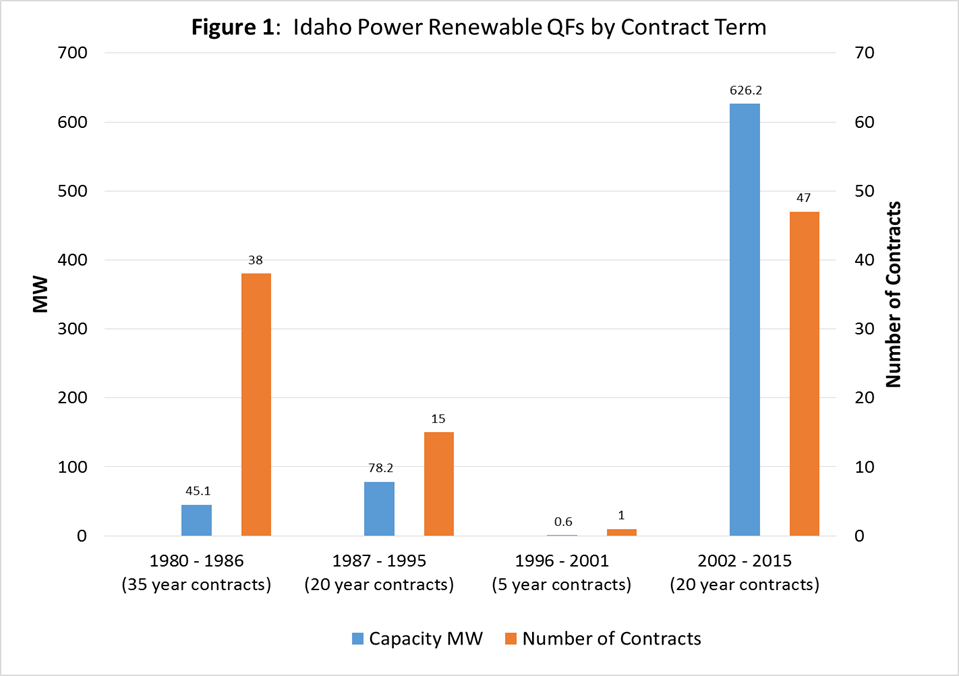 Figure 1: Idaho Power Renewable QFs by Contract Term
700
600
500
400
300
200
100
0
MW
70
60
50
40
30
20
10
0
Number of Contracts
45.1
38
78.2
15
0.6
1
626.2
47
1980 - 1986
(35 year contracts)
1987 - 1995
(20 year contracts)
1996 - 2001
(5 year contracts)
2002 - 2015
(20 year contracts)
Capacity MW
Number of Contracts